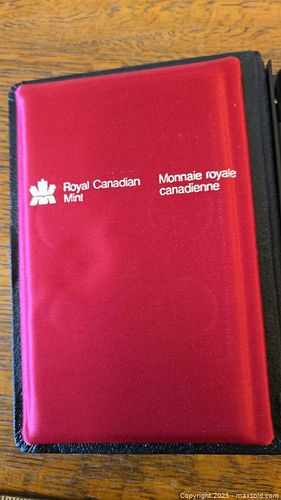 Royal Canadian
Mint
Monnaie royale
canadienne
Copyright 2025 - maxsold.com